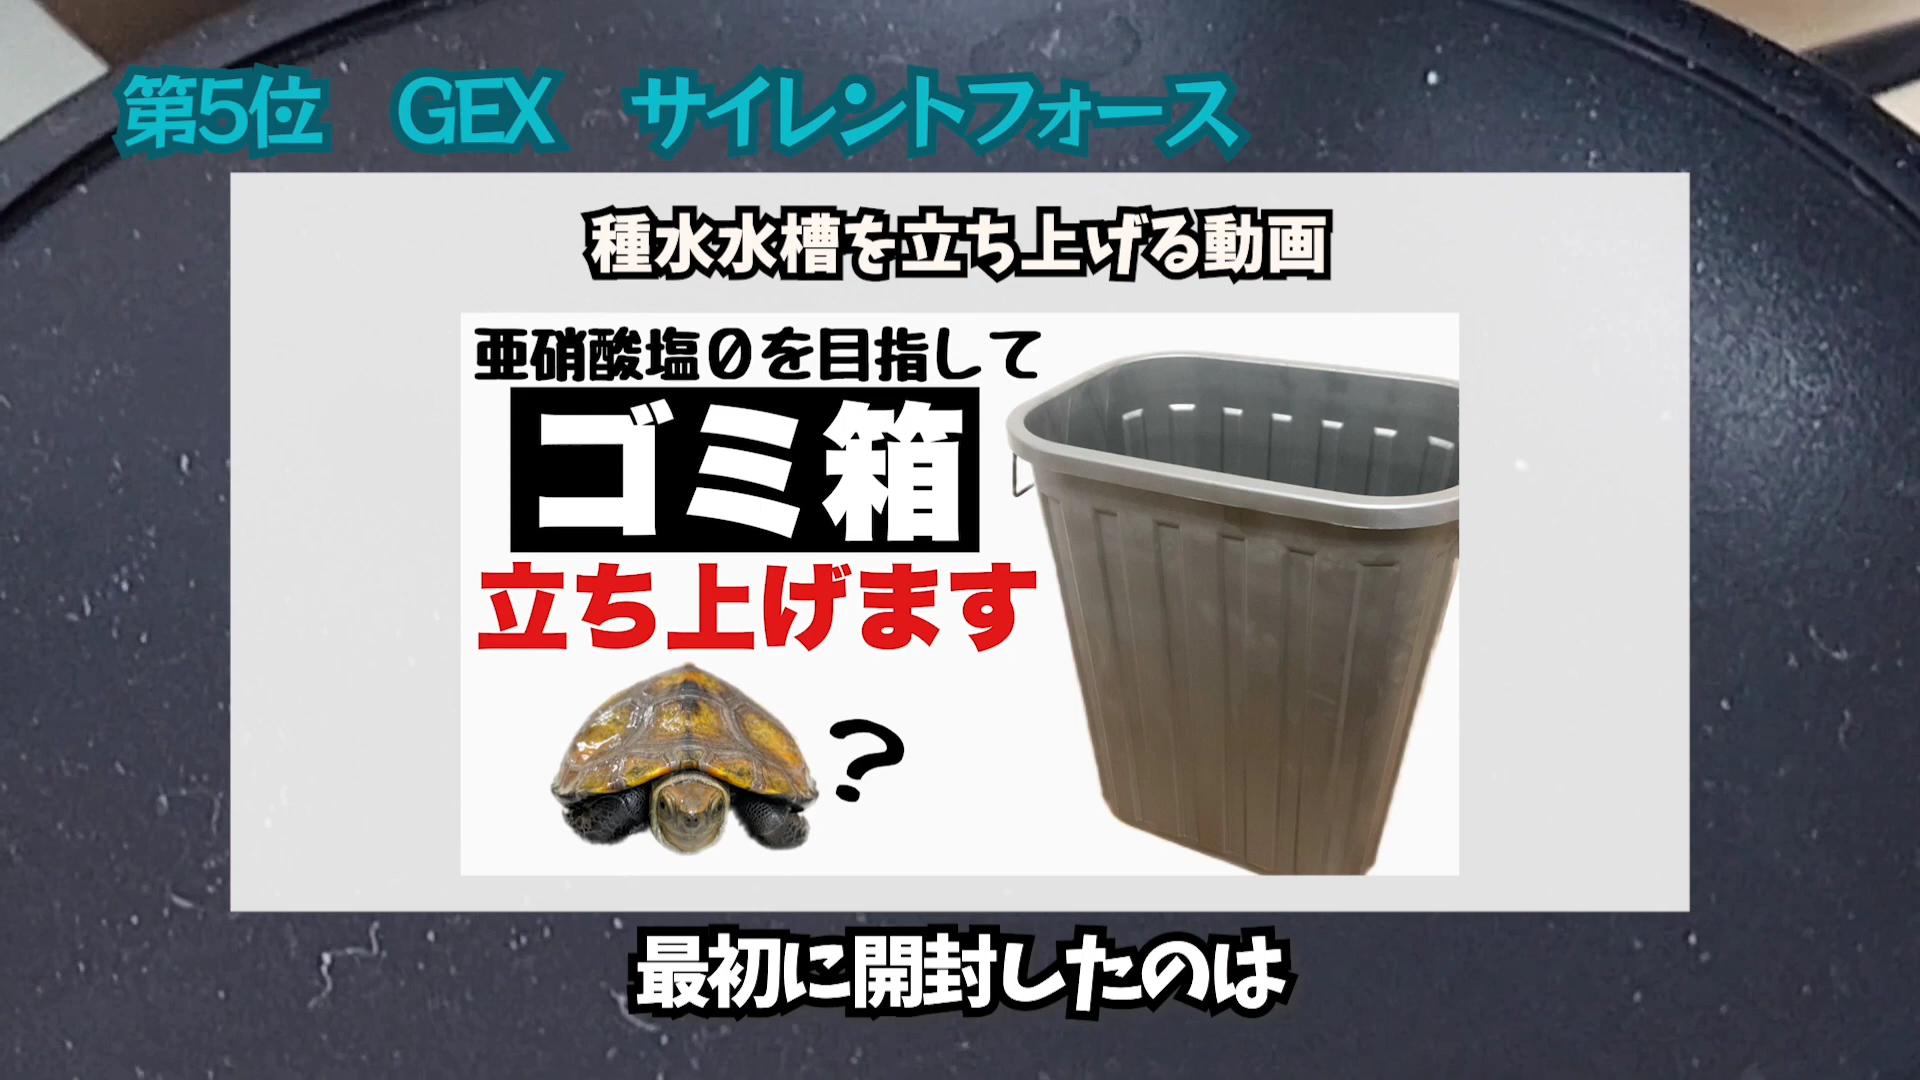 第5位　GEX　サイレントフォース
種水水槽を立ち上げる動画
亜硝酸塩0を目指して
ゴミ箱
立ち上げます
?
最初に開封したのは